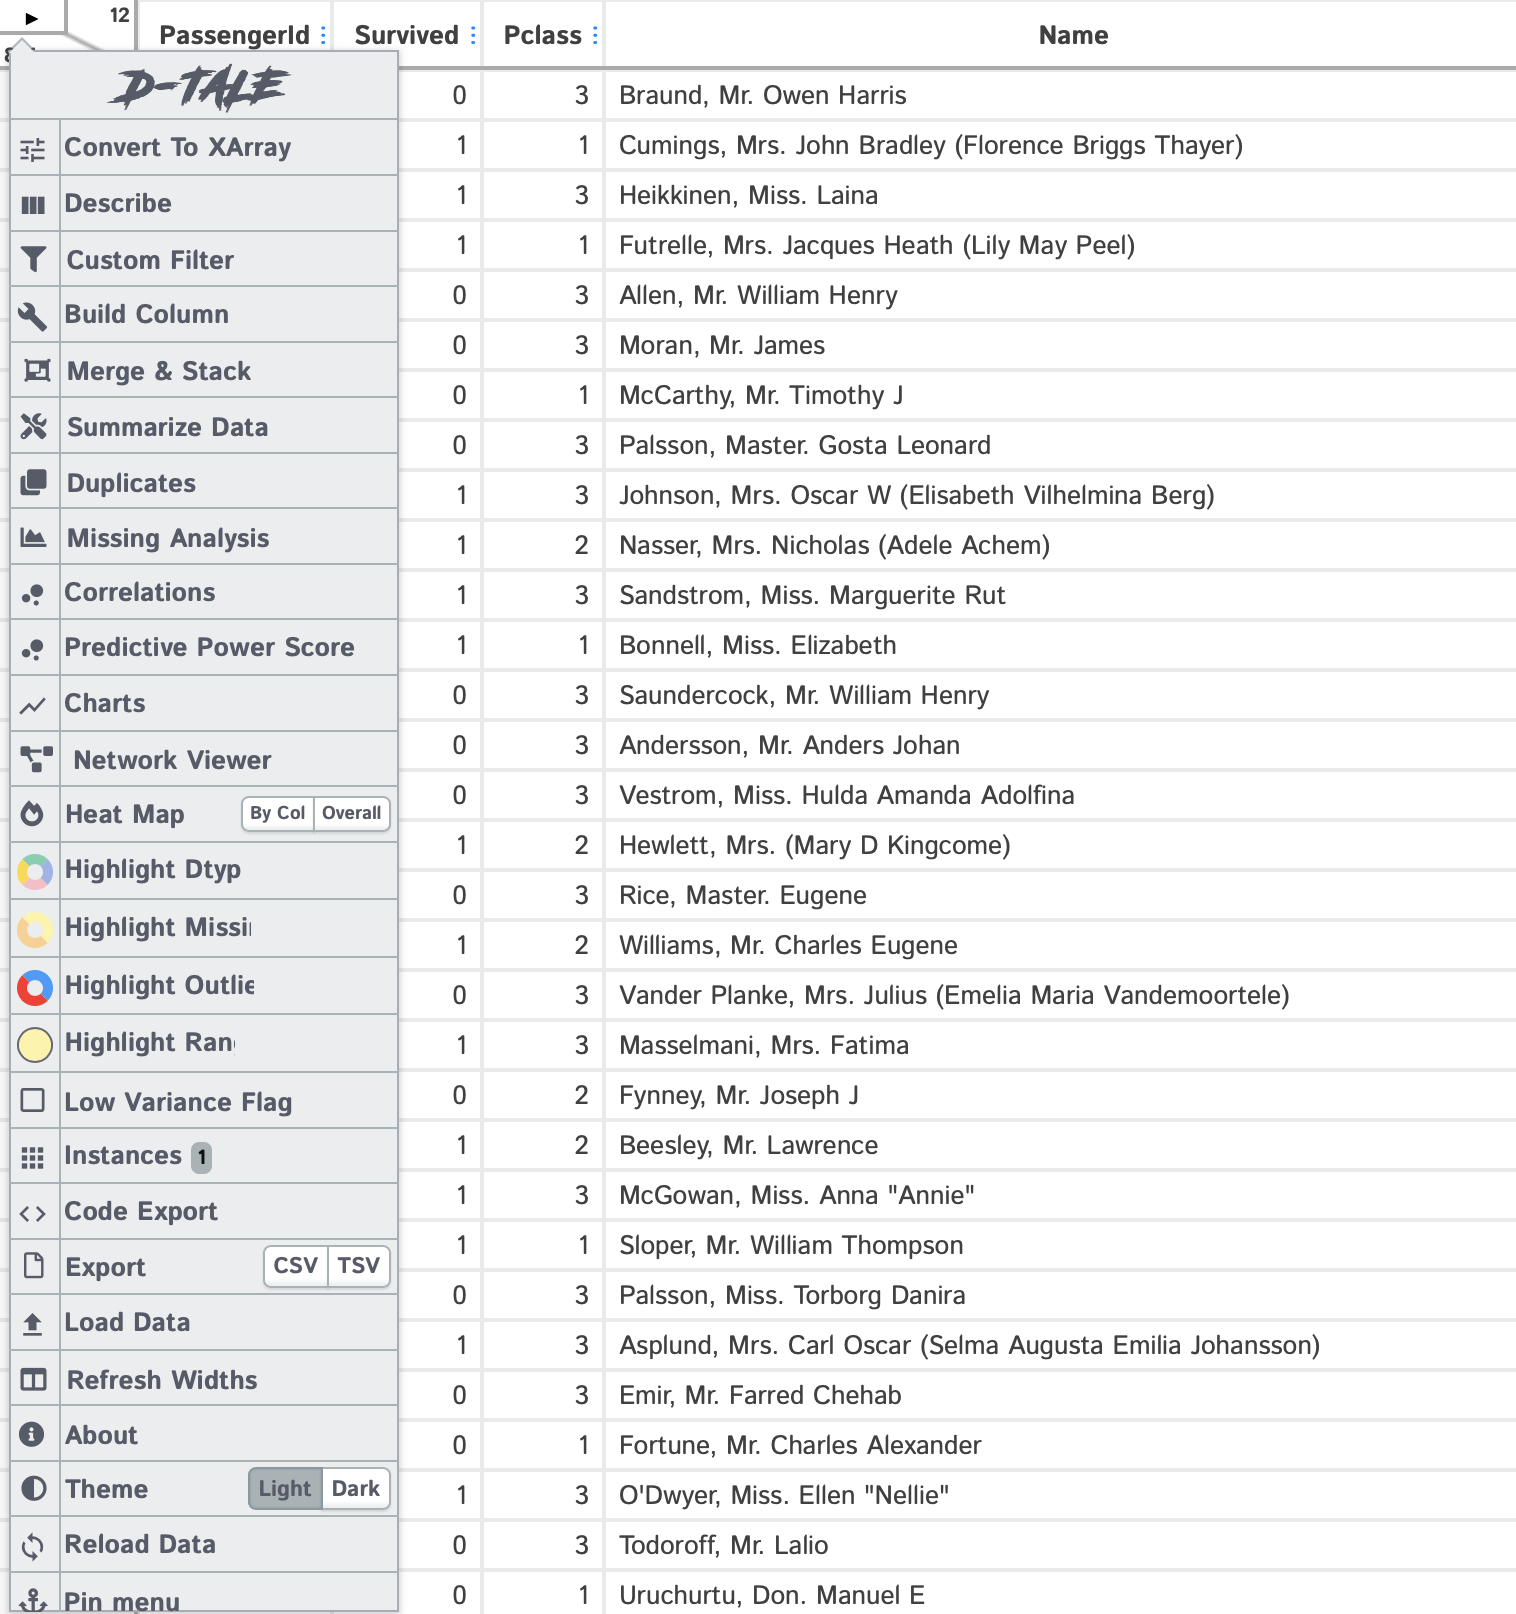 ▶ 12
PassengerId Survived Pclass Name
D-TALE
0 3 Braund, Mr. Owen Harris
Convert To XArray 1 1 Cumings, Mrs. John Bradley (Florence Briggs Thayer)
Describe 1 3 Heikkinen, Miss. Laina
Custom Filter 1 1 Futrelle, Mrs. Jacques Heath (Lily May Peel)
Build Column 0 3 Allen, Mr. William Henry
Merge & Stack 0 3 Moran, Mr. James
0 1 McCarthy, Mr. Timothy J
Summarize Data 0 3 Palsson, Master. Gosta Leonard
Duplicates 1 3 Johnson, Mrs. Oscar W (Elisabeth Vilhelmina Berg)
Missing Analysis 1 2 Nasser, Mrs. Nicholas (Adele Achem)
Correlations 1 3 Sandstrom, Miss. Marguerite Rut
Predictive Power Score 1 1 Bonnell, Miss. Elizabeth
Charts 0 3 Saundercock, Mr. William Henry
Network Viewer 0 3 Andersson, Mr. Anders Johan
Heat Map By Col Overall 0 3 Vestrom, Miss. Hulda Amanda Adolfina
1 2 Hewlett, Mrs. (Mary D Kingcome)
Highlight Dtyp 0 3 Rice, Master. Eugene
Highlight Missi 1 2 Williams, Mr. Charles Eugene
Highlight Outlie 0 3 Vander Planke, Mrs. Julius (Emelia Maria Vandemoortele)
Highlight Ran 1 3 Masselmani, Mrs. Fatima
Low Variance Flag 0 2 Fynney, Mr. Joseph J
Instances 1 1 2 Beesley, Mr. Lawrence
Code Export 1 3 McGowan, Miss. Anna "Annie"
Export CSV TSV 1 1 Sloper, Mr. William Thompson
0 3 Palsson, Miss. Torborg Danira
Load Data 1 3 Asplund, Mrs. Carl Oscar (Selma Augusta Emilia Johansson)
Refresh Widths 0 3 Emir, Mr. Farred Chehab
About 0 1 Fortune, Mr. Charles Alexander
Theme Light Dark 1 3 O'Dwyer, Miss. Ellen "Nellie"
Reload Data 0 3 Todoroff, Mr. Lalio
Pin menu 0 1 Uruchurtu, Don. Manuel E